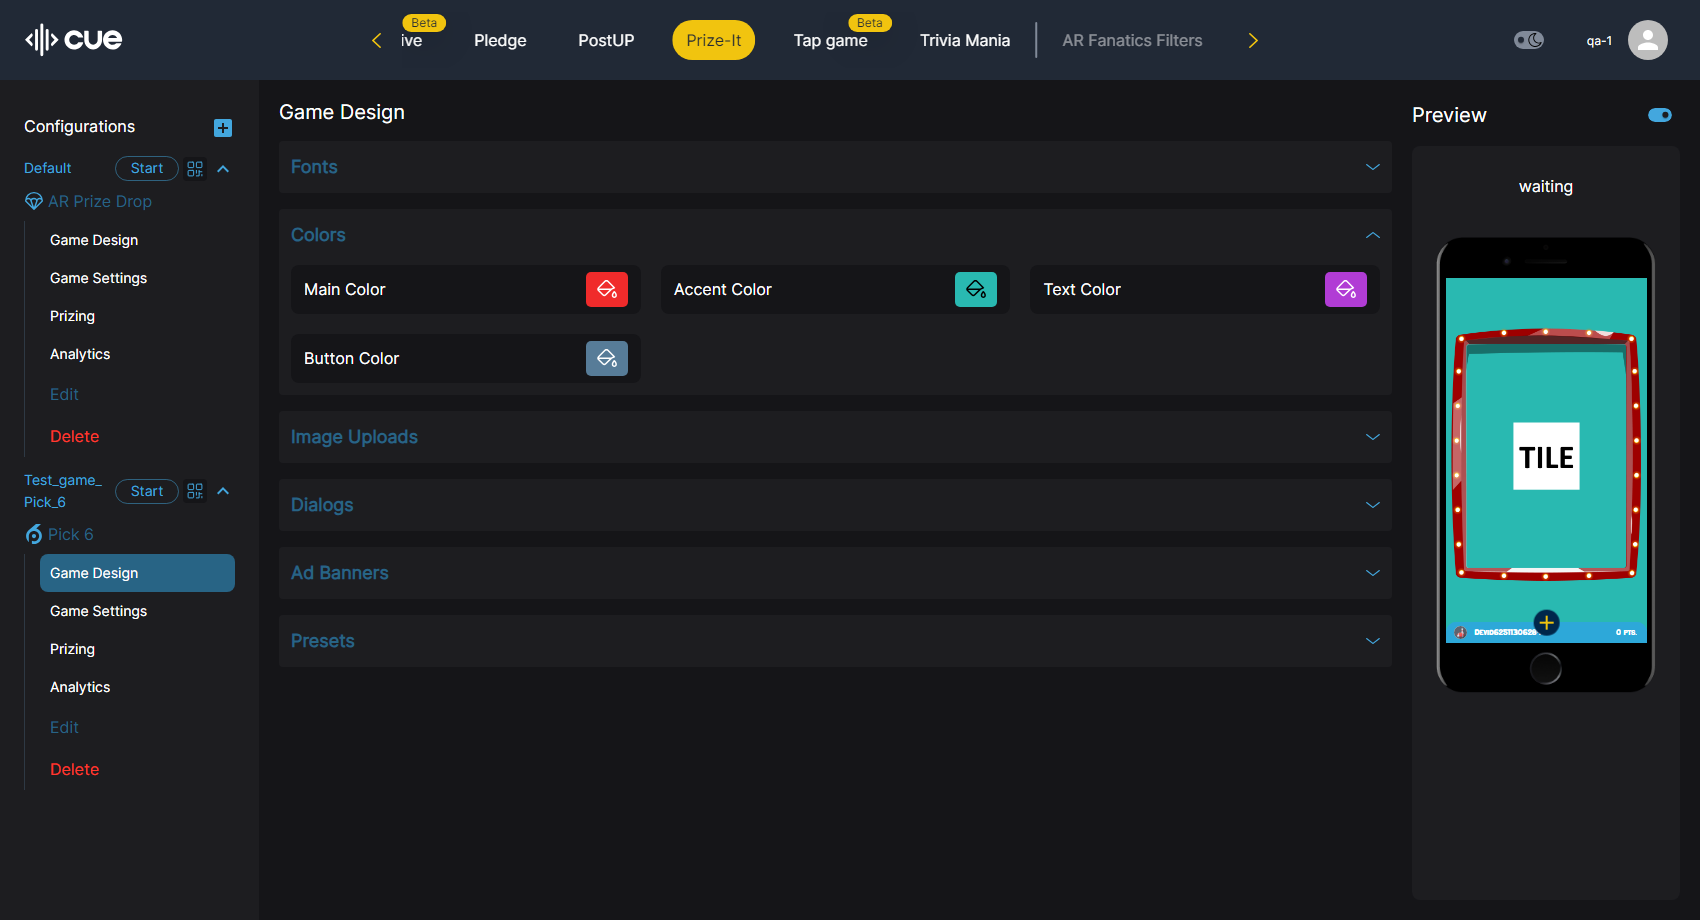 cue
Beta
ive
Pledge
PostUP
Prize-It
Beta
Tap game
Trivia Mania
AR Fanatics Filters
qa-1
Configurations
Default
Start
AR Prize Drop
Game Design
Game Settings
Prizing
Analytics
Edit
Delete
Test_game_
Pick_6
Start
Pick 6
Game Design
Game Settings
Prizing
Analytics
Edit
Delete
Game Design
Fonts
Colors
Main Color
Accent Color
Text Color
Button Color
Image Uploads
Dialogs
Ad Banners
Presets
Preview
waiting
TILE
0 PTS.